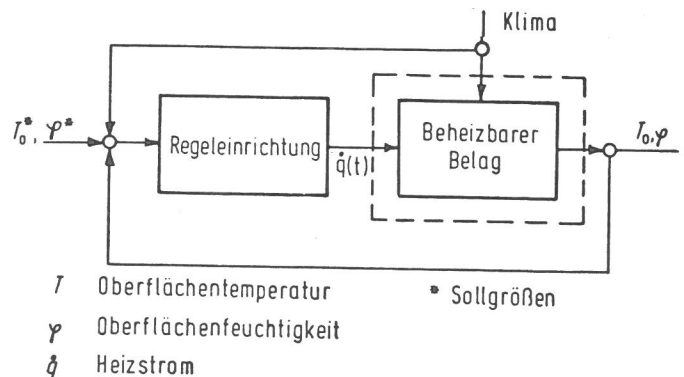 Klima
T₀*, φ*
Regeleinrichtung
q̇(t)
Beheizbarer
Belag
T₀,φ
T Oberflächentemperatur
* Sollgrößen
φ Oberflächenfeuchtigkeit
q̇ Heizstrom